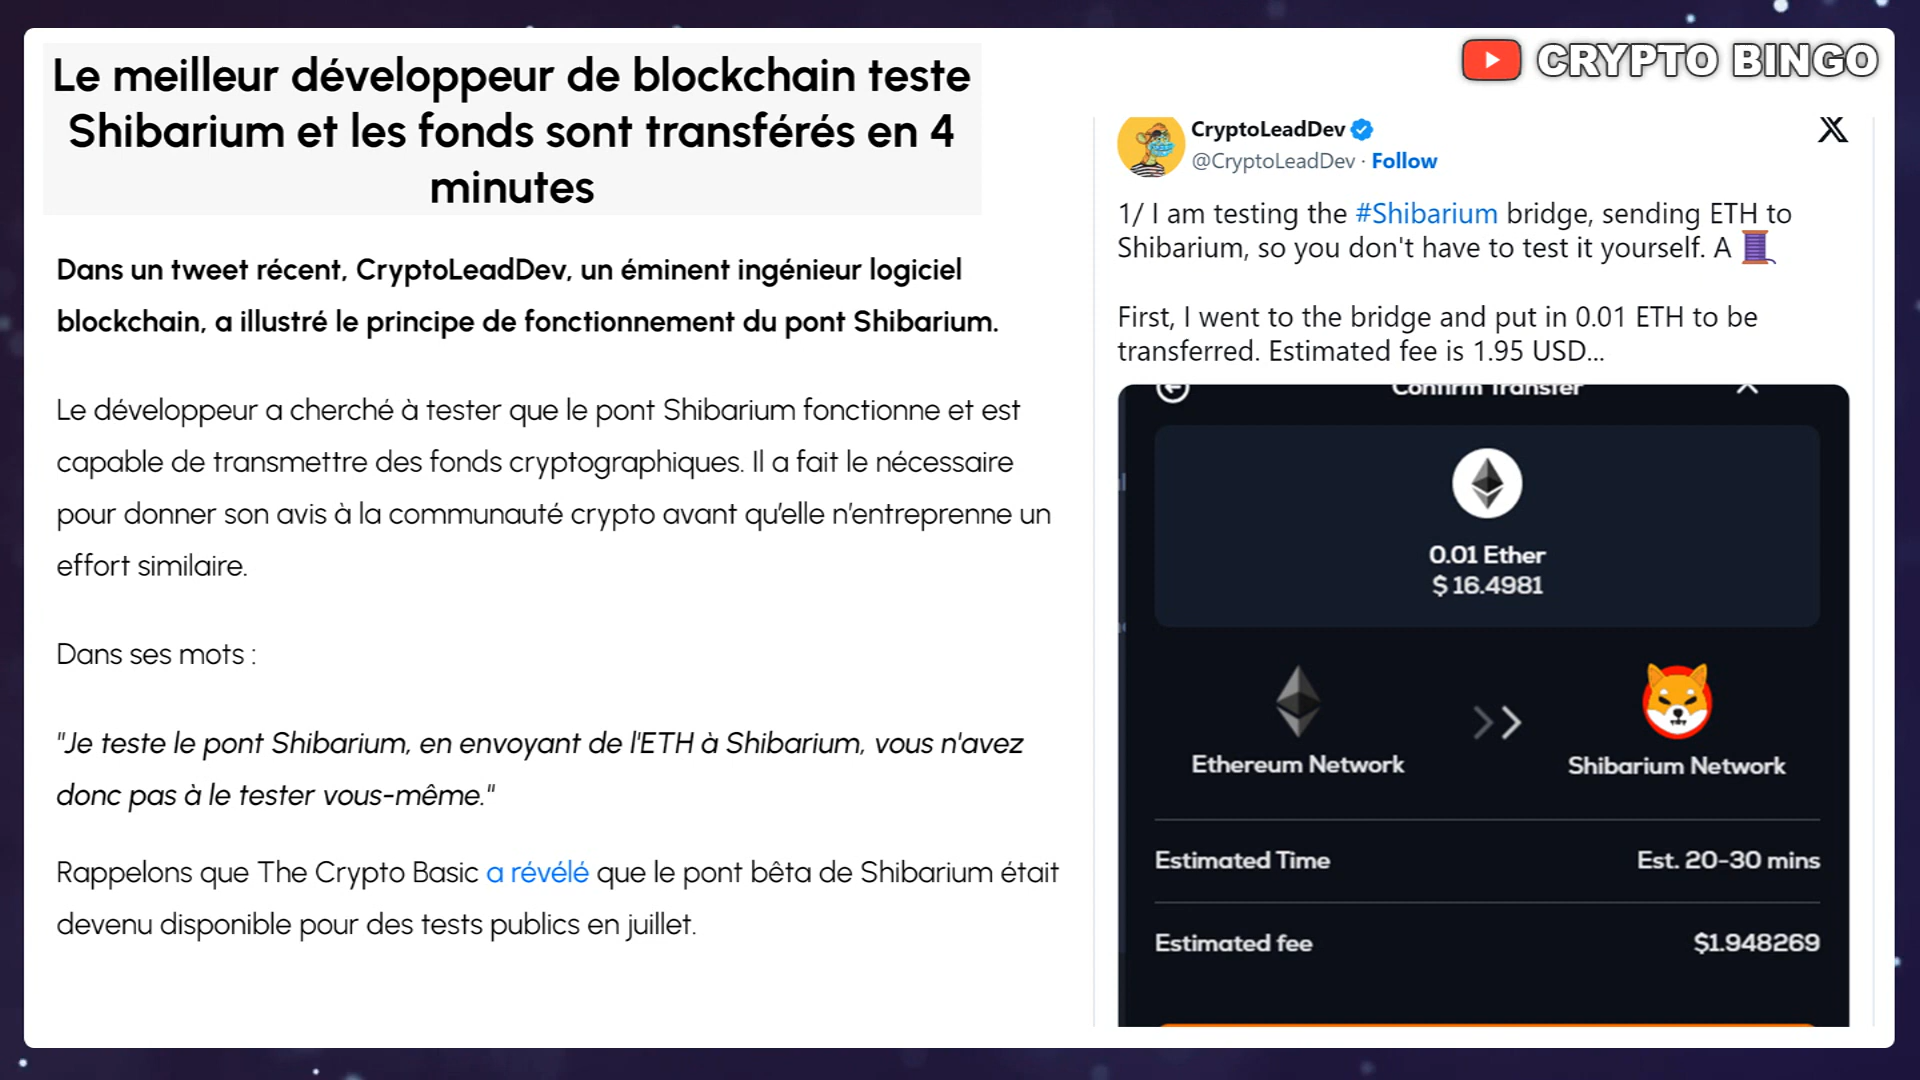 Le meilleur développeur de blockchain teste
Shibarium et les fonds sont transférés en 4
minutes
Dans un tweet récent, CryptoLeadDev, un éminent ingénieur logiciel
blockchain, a illustré le principe de fonctionnement du pont Shibarium.
Le développeur a cherché à tester que le pont Shibarium fonctionne et est
capable de transmettre des fonds cryptographiques. Il a fait le nécessaire
pour donner son avis à la communauté crypto avant qu'elle n'entreprenne un
effort similaire.
Dans ses mots :
"Je teste le pont Shibarium, en envoyant de l'ETH à Shibarium, vous n'avez
donc pas à le tester vous-même."
Rappelons que The Crypto Basic a révélé que le pont bêta de Shibarium était
devenu disponible pour des tests publics en juillet.
CRYPTO BINGO
CryptoLeadDev
@CryptoLeadDev · Follow
1/ I am testing the #Shibarium bridge, sending ETH to
Shibarium, so you don't have to test it yourself. A
First, I went to the bridge and put in 0.01 ETH to be
transferred. Estimated fee is 1.95 USD...
Confirm Transfer
0.01 Ether
$ 16.4981
Ethereum Network
Shibarium Network
Estimated Time
Est. 20-30 mins
Estimated fee
$1.948269